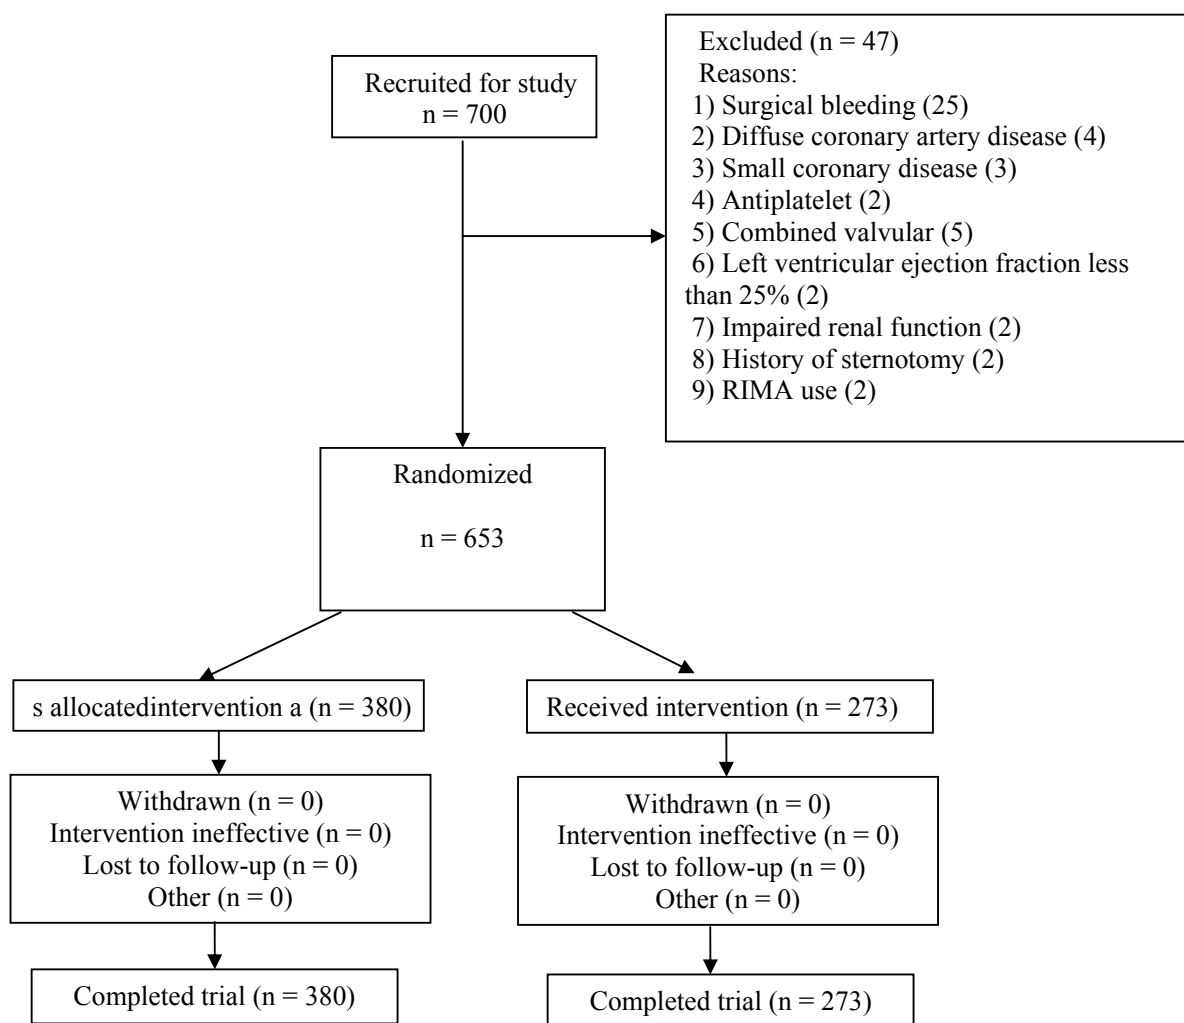 Recruited for study
n = 700
Excluded (n = 47)
Reasons:
1) Surgical bleeding (25)
2) Diffuse coronary artery disease (4)
3) Small coronary disease (3)
4) Antiplatelet (2)
5) Combined valvular (5)
6) Left ventricular ejection fraction less
than 25% (2)
7) Impaired renal function (2)
8) History of sternotomy (2)
9) RIMA use (2)
Randomized
n = 653
s allocatedintervention a (n = 380)
Received intervention (n = 273)
Withdrawn (n = 0)
Intervention ineffective (n = 0)
Lost to follow-up (n = 0)
Other (n = 0)
Withdrawn (n = 0)
Intervention ineffective (n = 0)
Lost to follow-up (n = 0)
Other (n = 0)
Completed trial (n = 380)
Completed trial (n = 273)